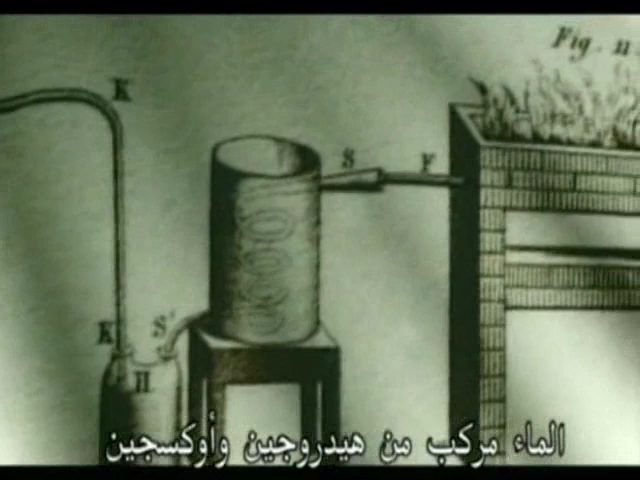 Fig. 11.
K
S F
K S'
H
الماء مركب من هيدروجين وأوكسجين